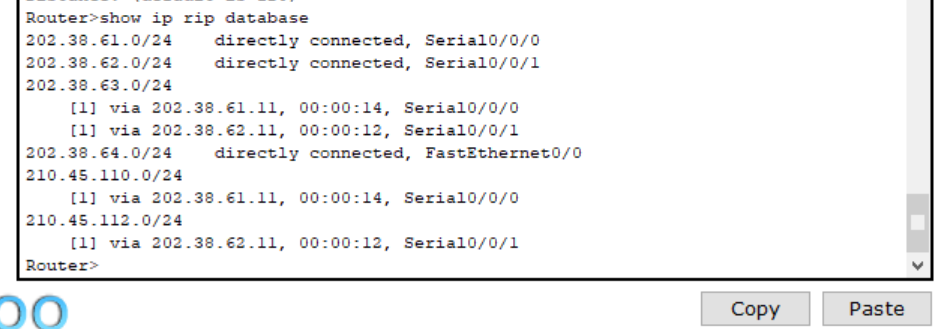 Router>show ip rip database
202.38.61.0/24    directly connected, Serial0/0/0
202.38.62.0/24    directly connected, Serial0/0/1
202.38.63.0/24
    [1] via 202.38.61.11, 00:00:14, Serial0/0/0
    [1] via 202.38.62.11, 00:00:12, Serial0/0/1
202.38.64.0/24    directly connected, FastEthernet0/0
210.45.110.0/24
    [1] via 202.38.61.11, 00:00:14, Serial0/0/0
210.45.112.0/24
    [1] via 202.38.62.11, 00:00:12, Serial0/0/1
Router>
Copy Paste